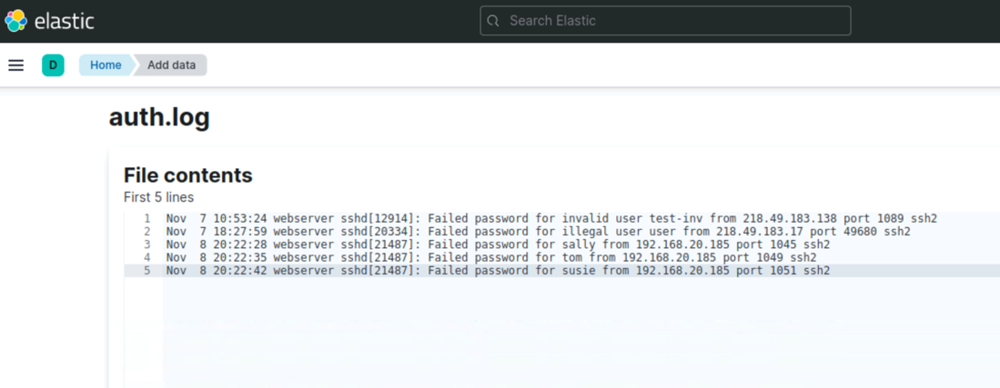 elastic
Search Elastic
D Home Add data
auth.log
File contents
First 5 lines
1 Nov  7 10:53:24 webserver sshd[12914]: Failed password for invalid user test-inv from 218.49.183.138 port 1089 ssh2
2 Nov  7 18:27:59 webserver sshd[20334]: Failed password for illegal user user from 218.49.183.17 port 49680 ssh2
3 Nov  8 20:22:28 webserver sshd[21487]: Failed password for sally from 192.168.20.185 port 1045 ssh2
4 Nov  8 20:22:35 webserver sshd[21487]: Failed password for tom from 192.168.20.185 port 1049 ssh2
5 Nov  8 20:22:42 webserver sshd[21487]: Failed password for susie from 192.168.20.185 port 1051 ssh2